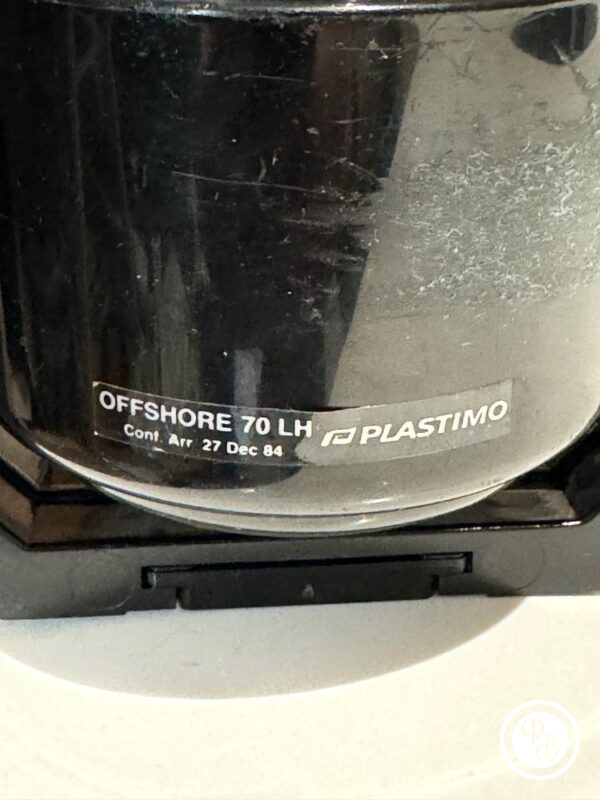 OFFSHORE 70 LH
Conf. Arr 27 Dec 84
PLASTIMO